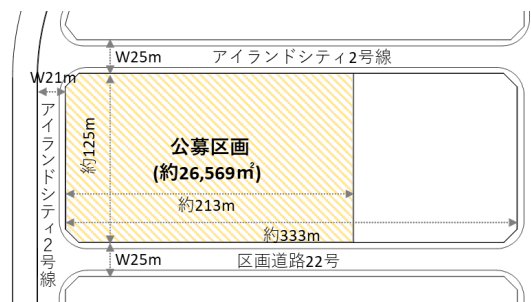 W25m
アイランドシティ2号線
W21m
アイランドシティ2号線
約125m
公募区画
(約26,569㎡)
約213m
約333m
W25m
区画道路22号